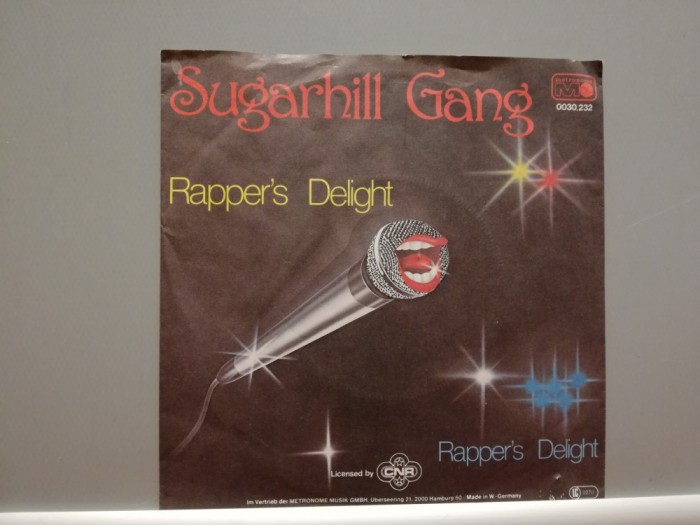 Sugarhill Gang
0030.232
Rapper's Delight
Rapper's Delight
Licensed by CNR
Im Vertrieb der METRONOME MUSIK GMBH, Überseering 21, 2000 Hamburg 60 Made in W.-Germany